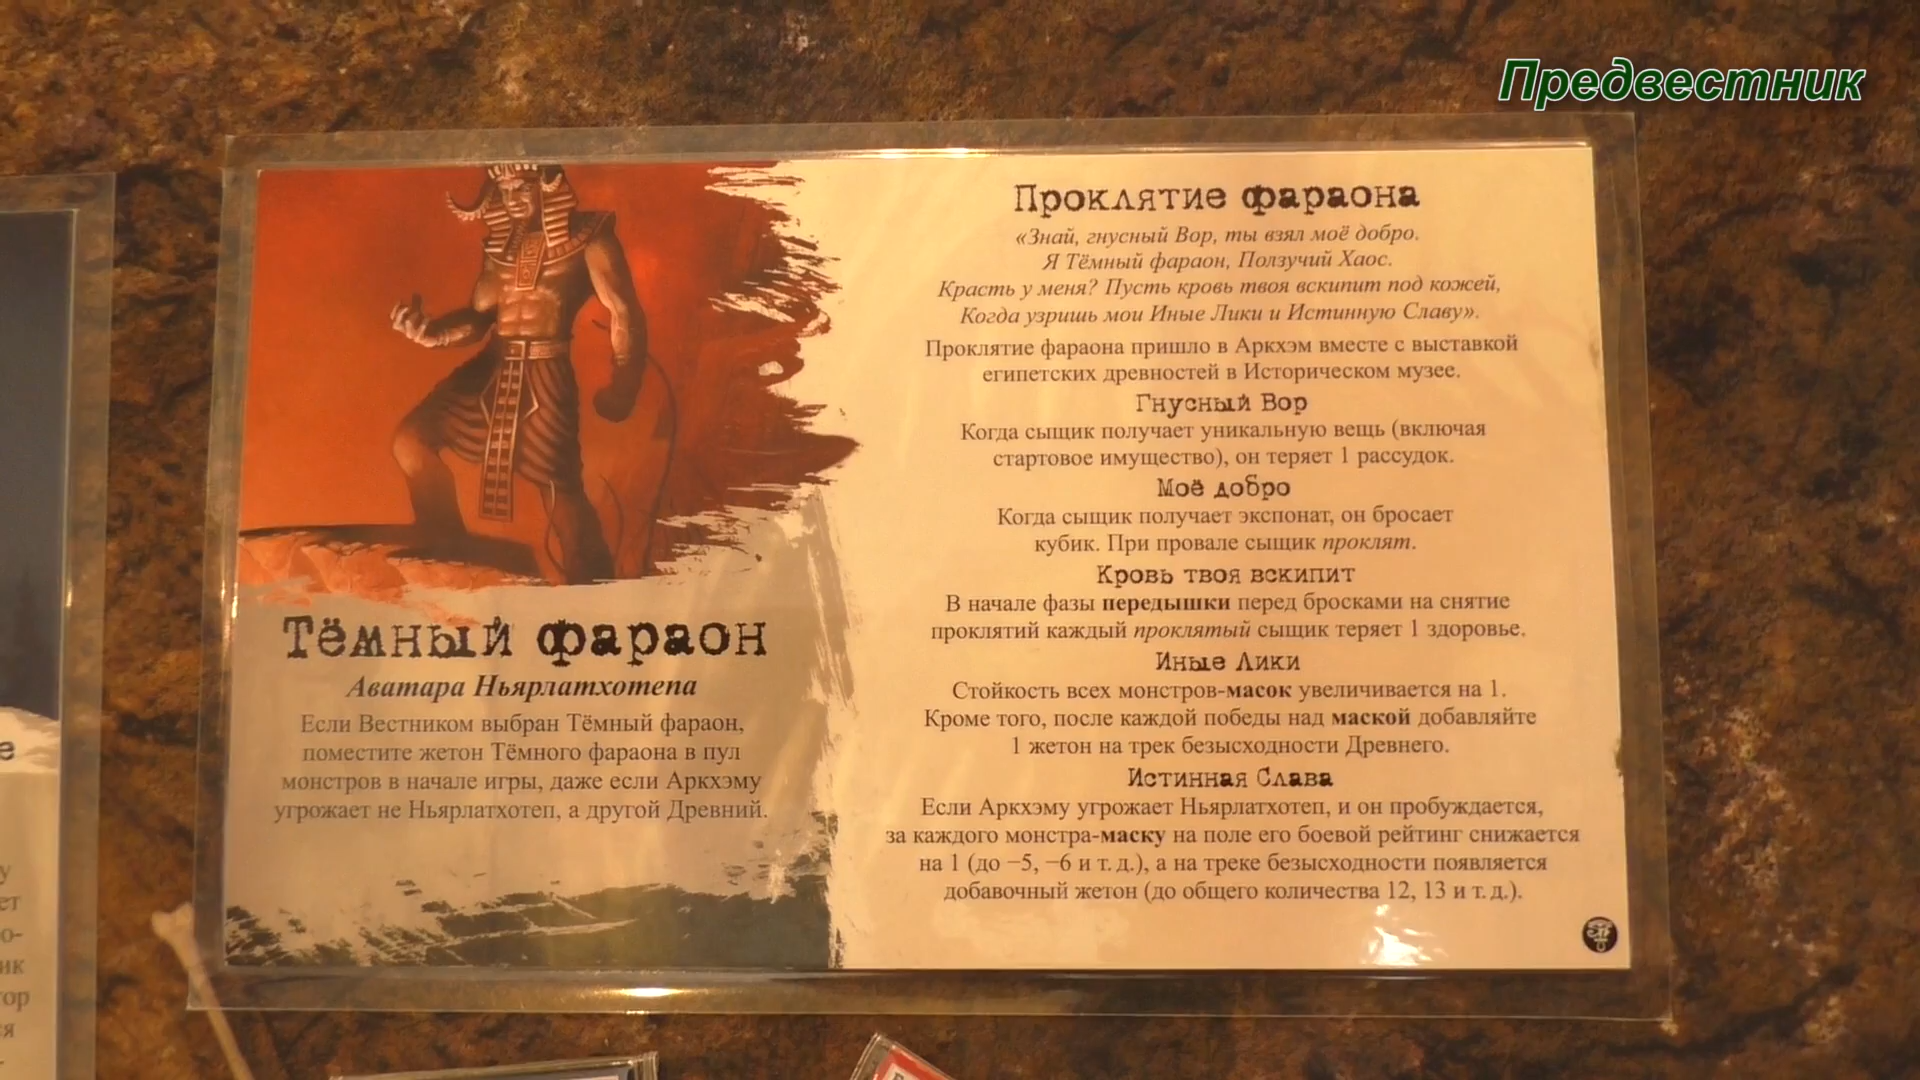 Предвестник
Тёмный фараон
Аватара Ньярлатхотепа
Если Вестником выбран Тёмный фараон,
поместите жетон Тёмного фараона в пул
монстров в начале игры, даже если Аркхэму
угрожает не Ньярлатхотеп, а другой Древний.
Проклятие фараона
«Знай, гнусный Вор, ты взял моё добро.
Я Тёмный фараон, Ползучий Хаос.
Красть у меня? Пусть кровь твоя вскипит под кожей,
Когда узришь мои Иные Лики и Истинную Славу».
Проклятие фараона пришло в Аркхэм вместе с выставкой
египетских древностей в Историческом музее.
Гнусный Вор
Когда сыщик получает уникальную вещь (включая
стартовое имущество), он теряет 1 рассудок.
Моё добро
Когда сыщик получает экспонат, он бросает
кубик. При провале сыщик проклят.
Кровь твоя вскипит
В начале фазы передышки перед бросками на снятие
проклятий каждый проклятый сыщик теряет 1 здоровье.
Иные Лики
Стойкость всех монстров-масок увеличивается на 1.
Кроме того, после каждой победы над маской добавляйте
1 жетон на трек безысходности Древнего.
Истинная Слава
Если Аркхэму угрожает Ньярлатхотеп, и он пробуждается,
за каждого монстра-маску на поле его боевой рейтинг снижается
на 1 (до −5, −6 и т. д.), а на треке безысходности появляется
добавочный жетон (до общего количества 12, 13 и т. д.).